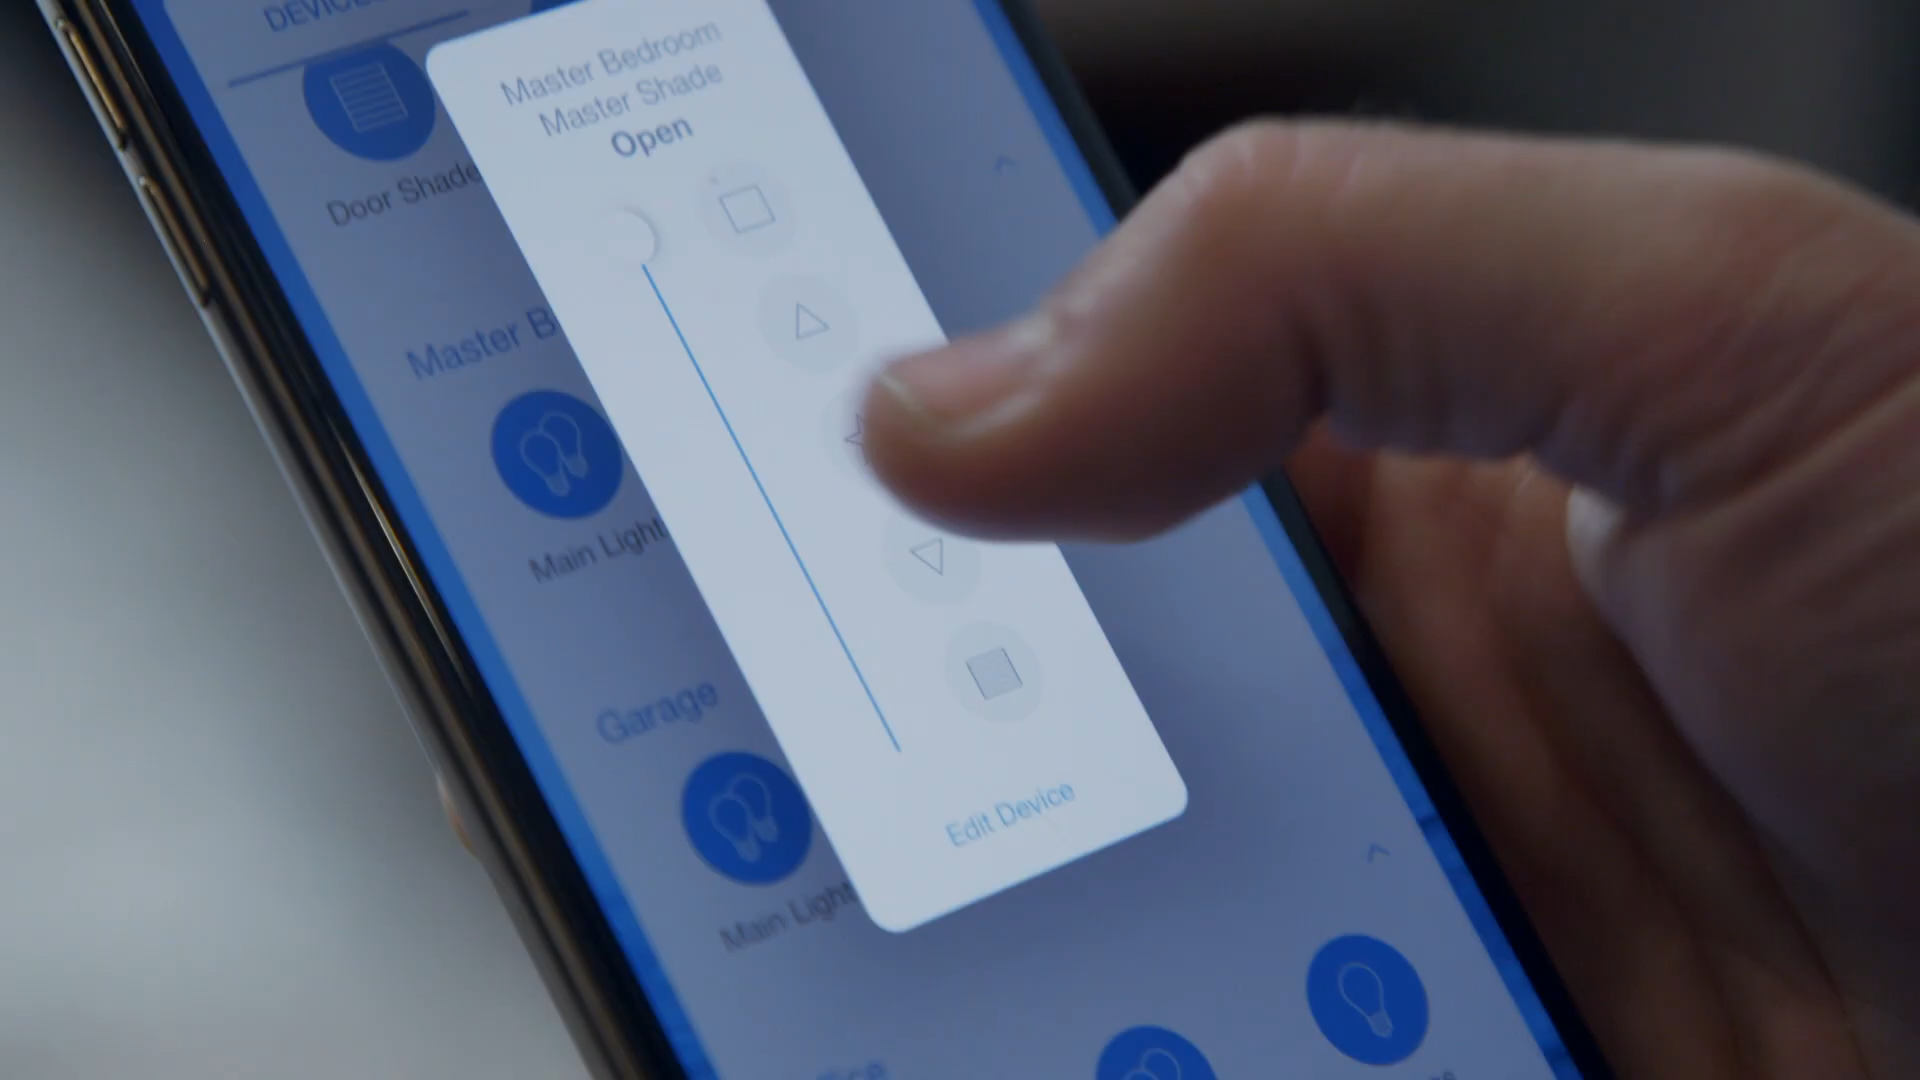 DEVICES
Master Bedroom
Master Shade
Open
Door Shade
Master B
Main Light
Garage
Main Light
Edit Device